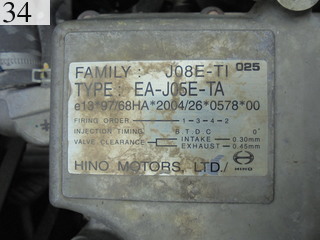 34
FAMILY: J08E-TI 025
TYPE: EA-J05E-TA
e13*97/68HA*2004/26*0578*00
FIRING ORDER 1-3-4-2
INJECTION TIMING B T D C 0°
VALVE CLEARANCE INTAKE 0.30mm
EXHAUST 0.45mm
HINO MOTORS, LTD. HINO